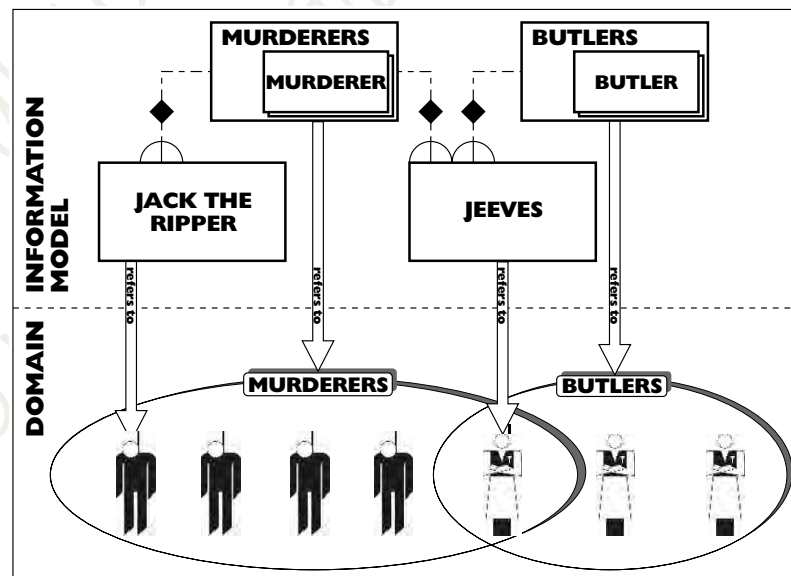 MURDERERS
MURDERER
BUTLERS
BUTLER
JACK THE
RIPPER
JEEVES
INFORMATION
MODEL
refers to
refers to
refers to
refers to
DOMAIN
MURDERERS
BUTLERS